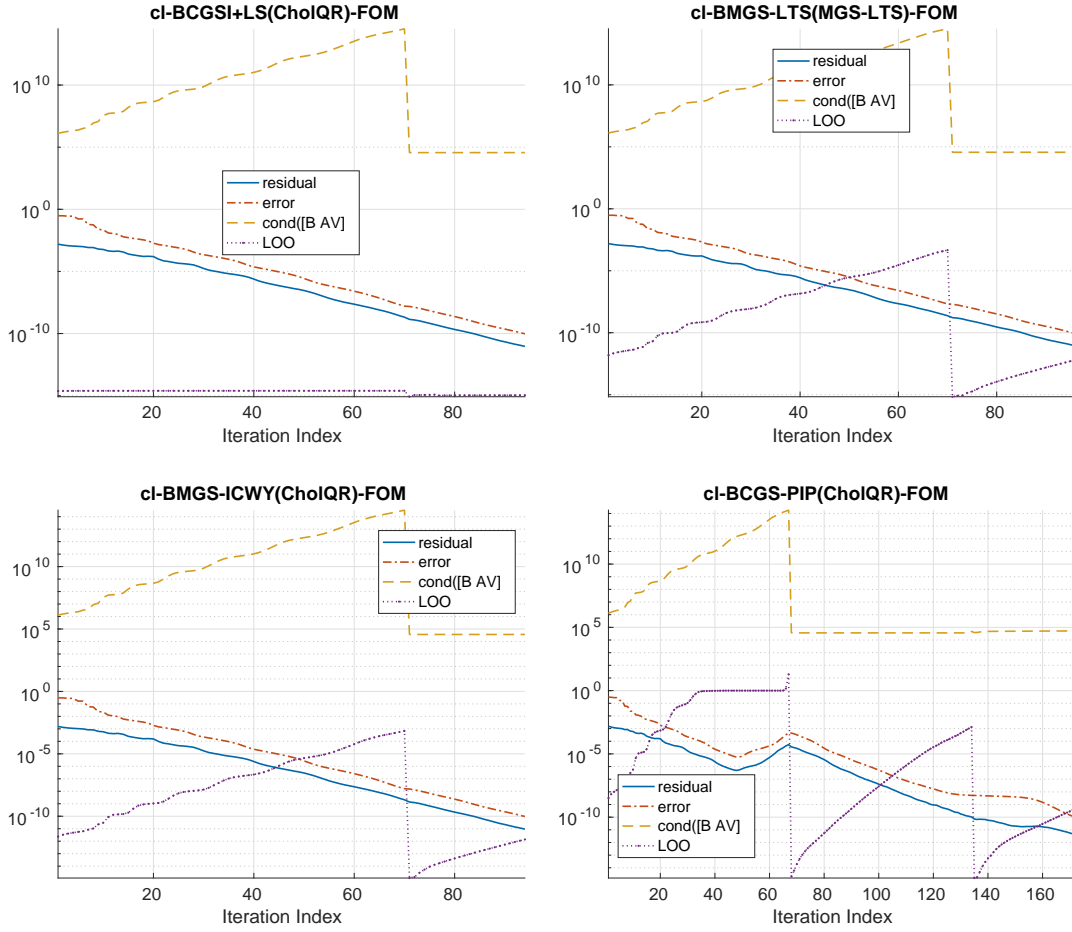 cl-BCGSI+LS(CholQR)-FOM
10^10
10^0
10^-10
residual
error
cond([B AV]
LOO
20
40
60
80
Iteration Index
cl-BMGS-LTS(MGS-LTS)-FOM
10^10
10^0
10^-10
residual
error
cond([B AV]
LOO
20
40
60
80
Iteration Index
cl-BMGS-ICWY(CholQR)-FOM
10^10
10^5
10^0
10^-5
10^-10
residual
error
cond([B AV]
LOO
20
40
60
80
Iteration Index
cl-BCGS-PIP(CholQR)-FOM
10^10
10^5
10^0
10^-5
10^-10
residual
error
cond([B AV]
LOO
20
40
60
80
100
120
140
160
Iteration Index